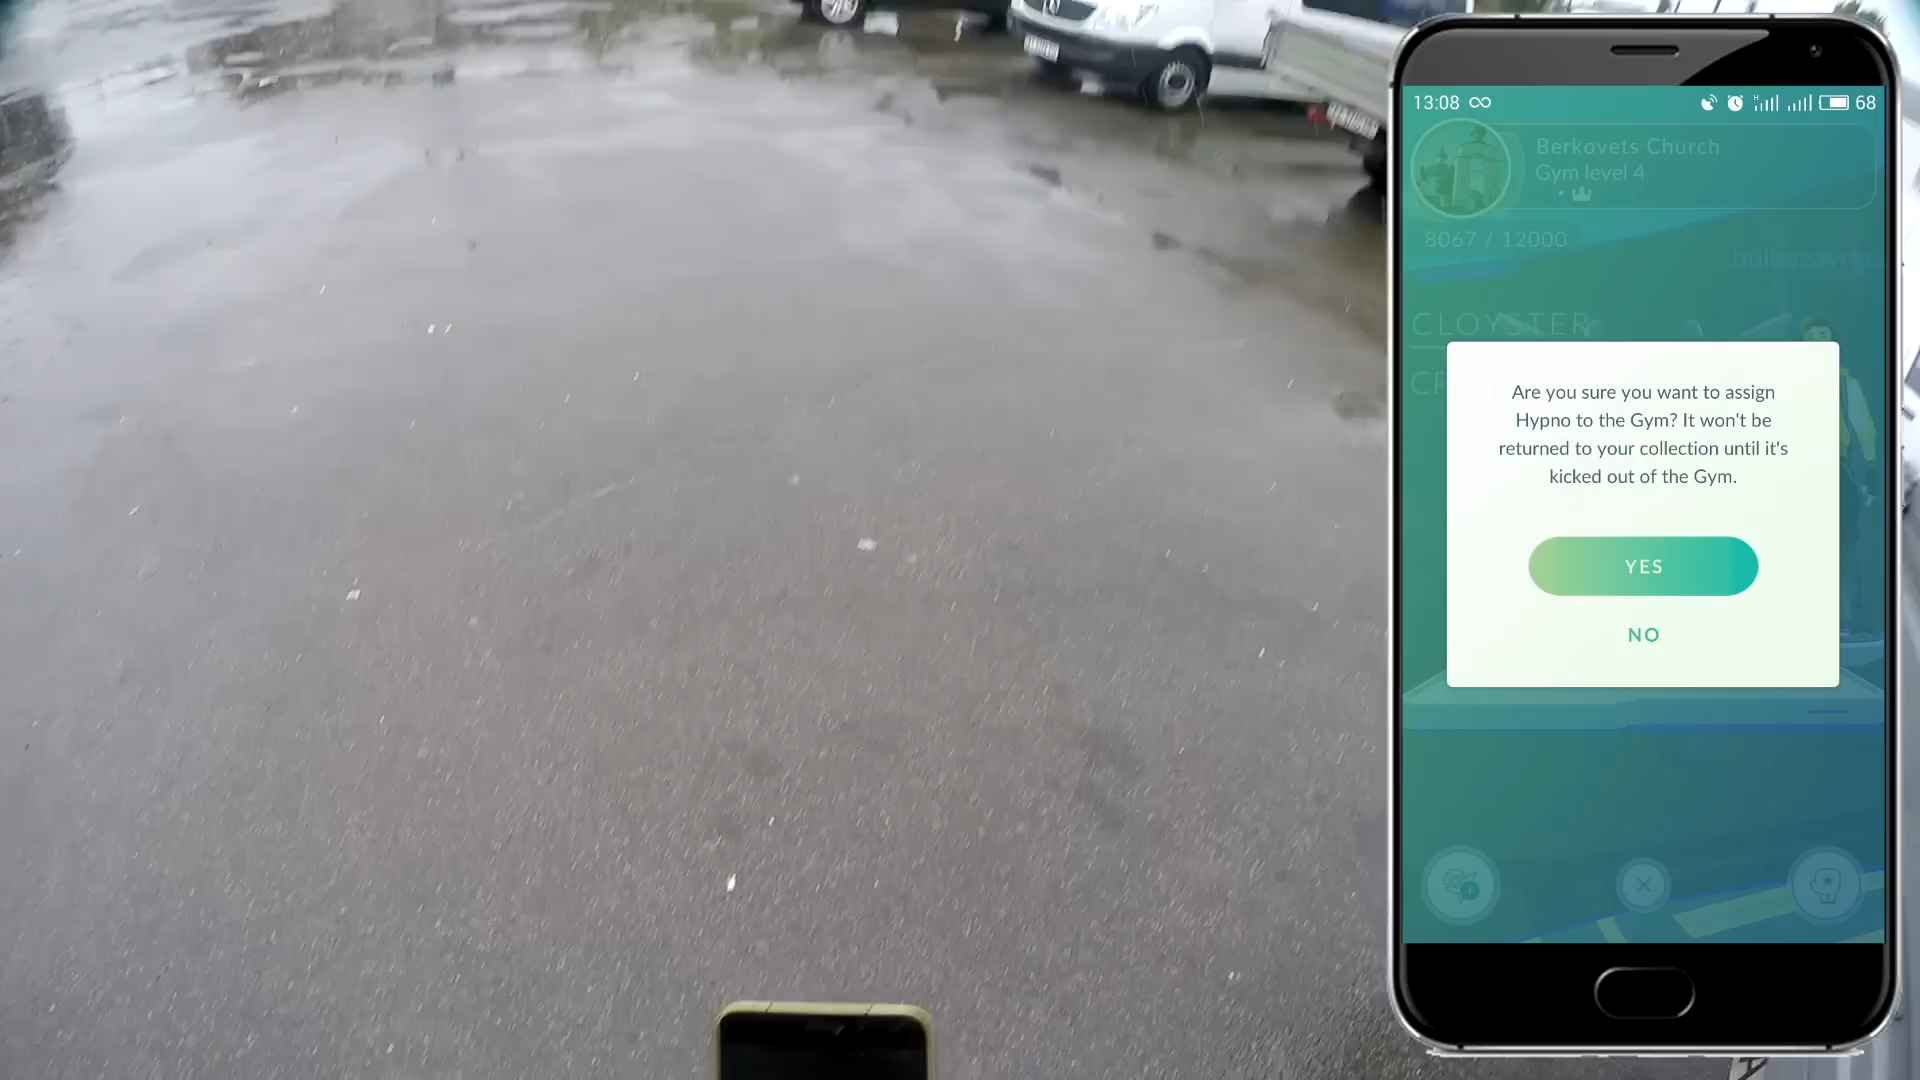 13:08
68
Berkovets Church
Gym level 4
8067 / 12000
CLOYSTER
Are you sure you want to assign
Hypno to the Gym? It won't be
returned to your collection until it's
kicked out of the Gym.
YES
NO